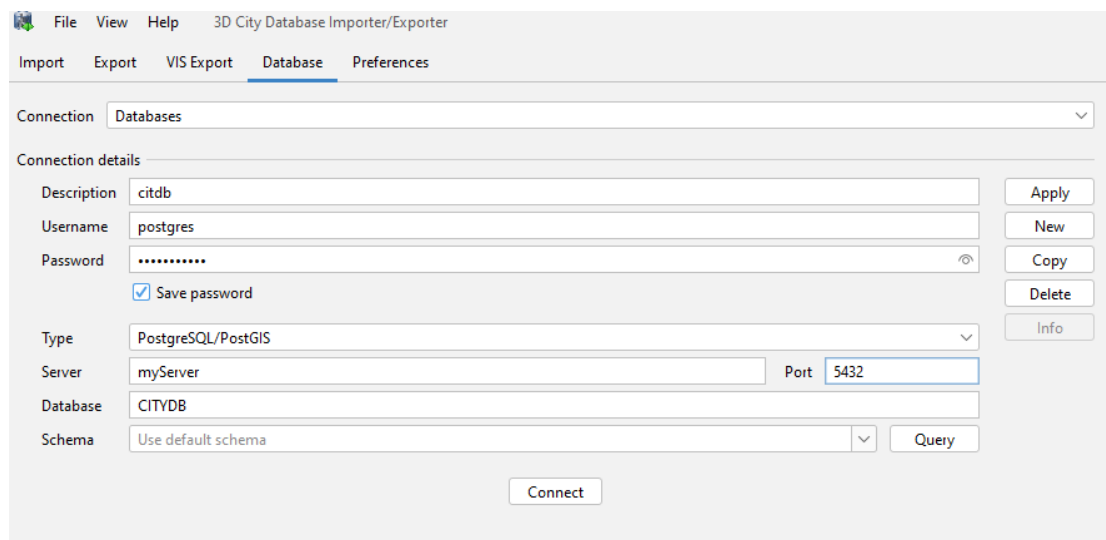 File View Help 3D City Database Importer/Exporter
Import Export VIS Export Database Preferences
Connection Databases
Connection details
Description citdb Apply
Username postgres New
Password ••••••••••• Copy
Save password Delete
Info
Type PostgreSQL/PostGIS
Server myServer Port 5432
Database CITYDB
Schema Use default schema Query
Connect